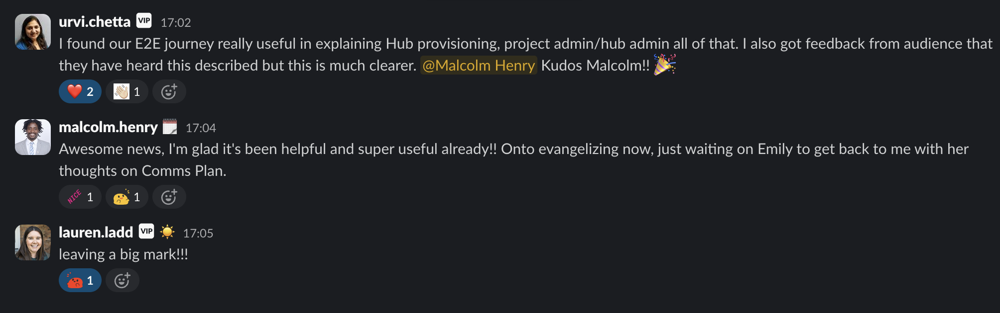 urvi.chetta VIP 17:02
I found our E2E journey really useful in explaining Hub provisioning, project admin/hub admin all of that. I also got feedback from audience that
they have heard this described but this is much clearer. @Malcolm Henry Kudos Malcolm!!
2 1
malcolm.henry 17:04
Awesome news, I'm glad it's been helpful and super useful already!! Onto evangelizing now, just waiting on Emily to get back to me with her
thoughts on Comms Plan.
NICE 1 1
lauren.ladd VIP 17:05
leaving a big mark!!!
1